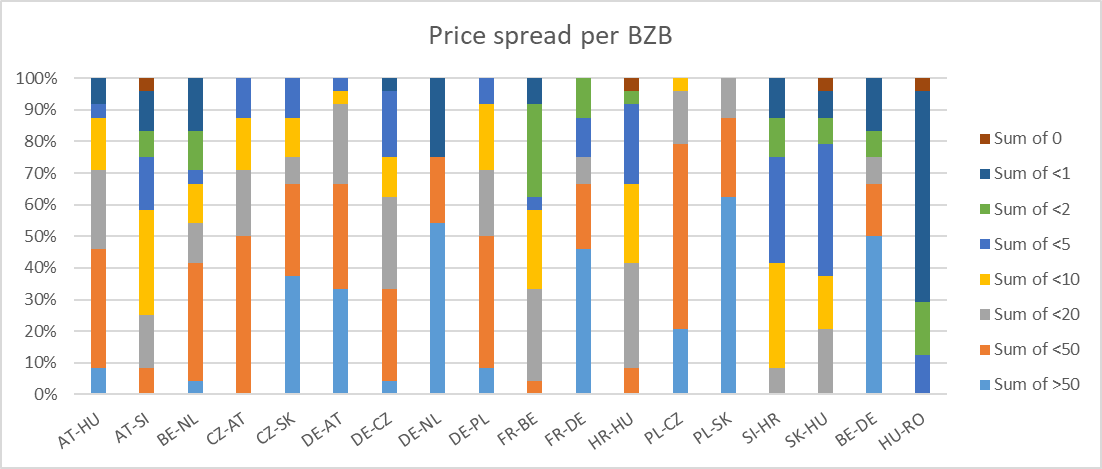 Price spread per BZB
100%
90%
80%
70%
60%
50%
40%
30%
20%
10%
0%
AT-HU
AT-SI
BE-NL
CZ-AT
CZ-SK
DE-AT
DE-CZ
DE-NL
DE-PL
FR-BE
FR-DE
HR-HU
PL-CZ
PL-SK
SI-HR
SK-HU
BE-DE
HU-RO
Sum of 0
Sum of <1
Sum of <2
Sum of <5
Sum of <10
Sum of <20
Sum of <50
Sum of >50